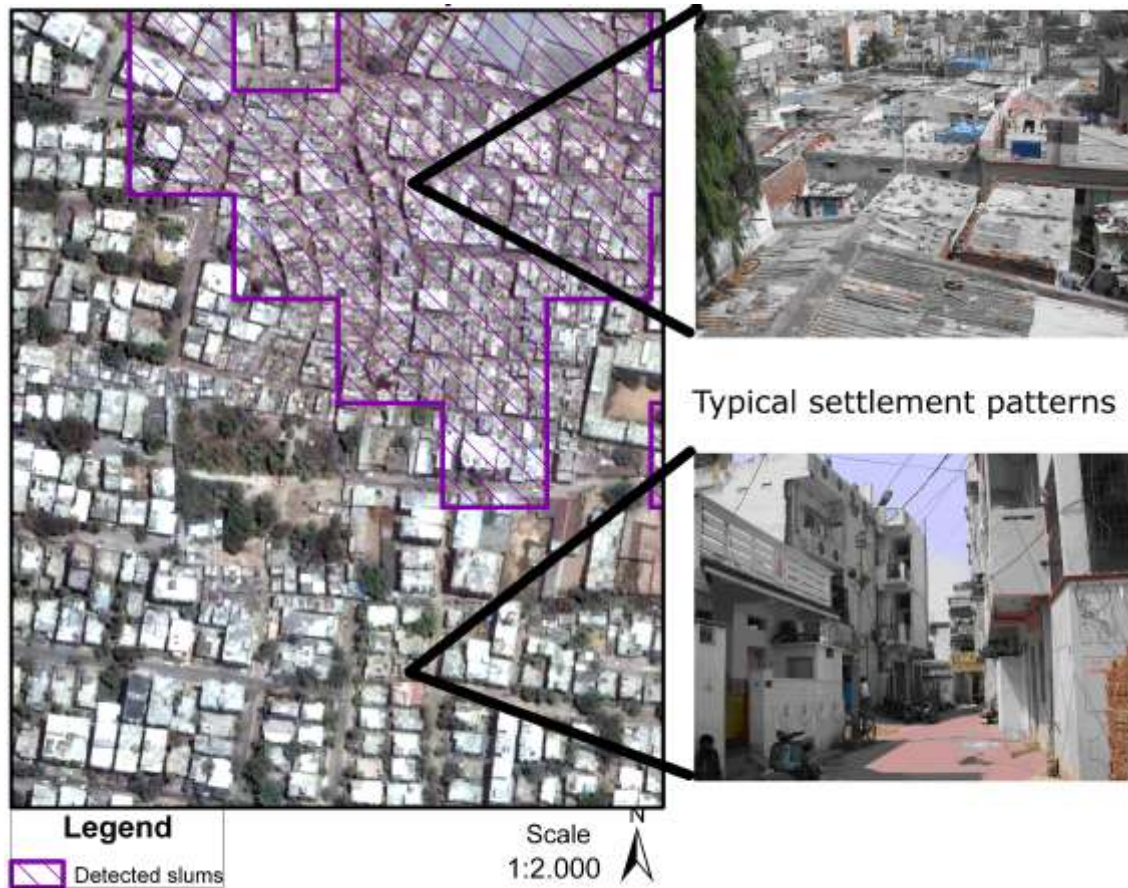 Typical settlement patterns
Legend
Detected slums
Scale
1:2.000
N